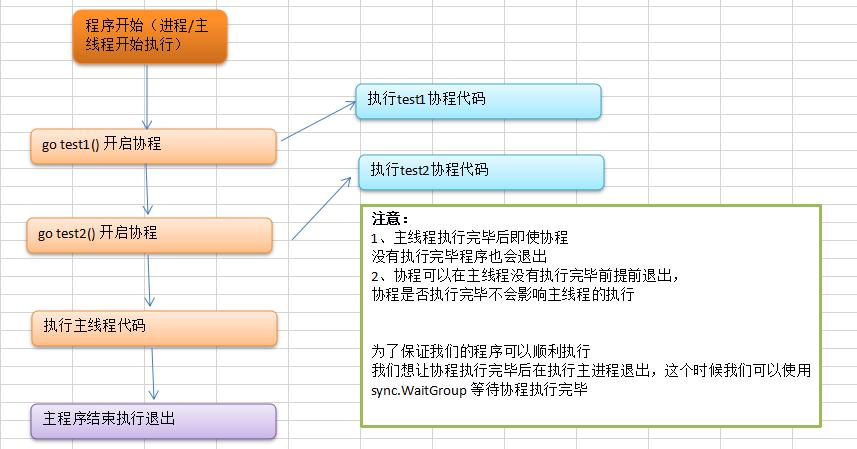 程序开始（进程/主
线程开始执行）
执行test1协程代码
go test1() 开启协程
执行test2协程代码
go test2() 开启协程
注意：
1、主线程执行完毕后即使协程
没有执行完毕程序也会退出
2、协程可以在主线程没有执行完毕前提前退出，
协程是否执行完毕不会影响主线程的执行
执行主线程代码
为了保证我们的程序可以顺利执行
我们想让协程执行完毕后在执行主进程退出，这个时候我们可以使用
sync.WaitGroup 等待协程执行完毕
主程序结束执行退出